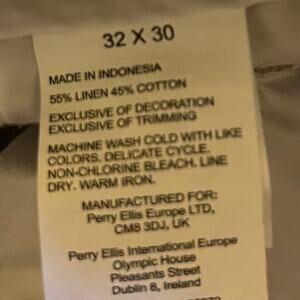 32 X 30
MADE IN INDONESIA
55% LINEN 45% COTTON
EXCLUSIVE OF DECORATION
EXCLUSIVE OF TRIMMING
MACHINE WASH COLD WITH LIKE
COLORS. DELICATE CYCLE.
NON-CHLORINE BLEACH. LINE
DRY. WARM IRON.
MANUFACTURED FOR:
Perry Ellis Europe LTD,
CM8 3DJ, UK
Perry Ellis International Europe
Olympic House
Pleasants Street
Dublin 8, Ireland